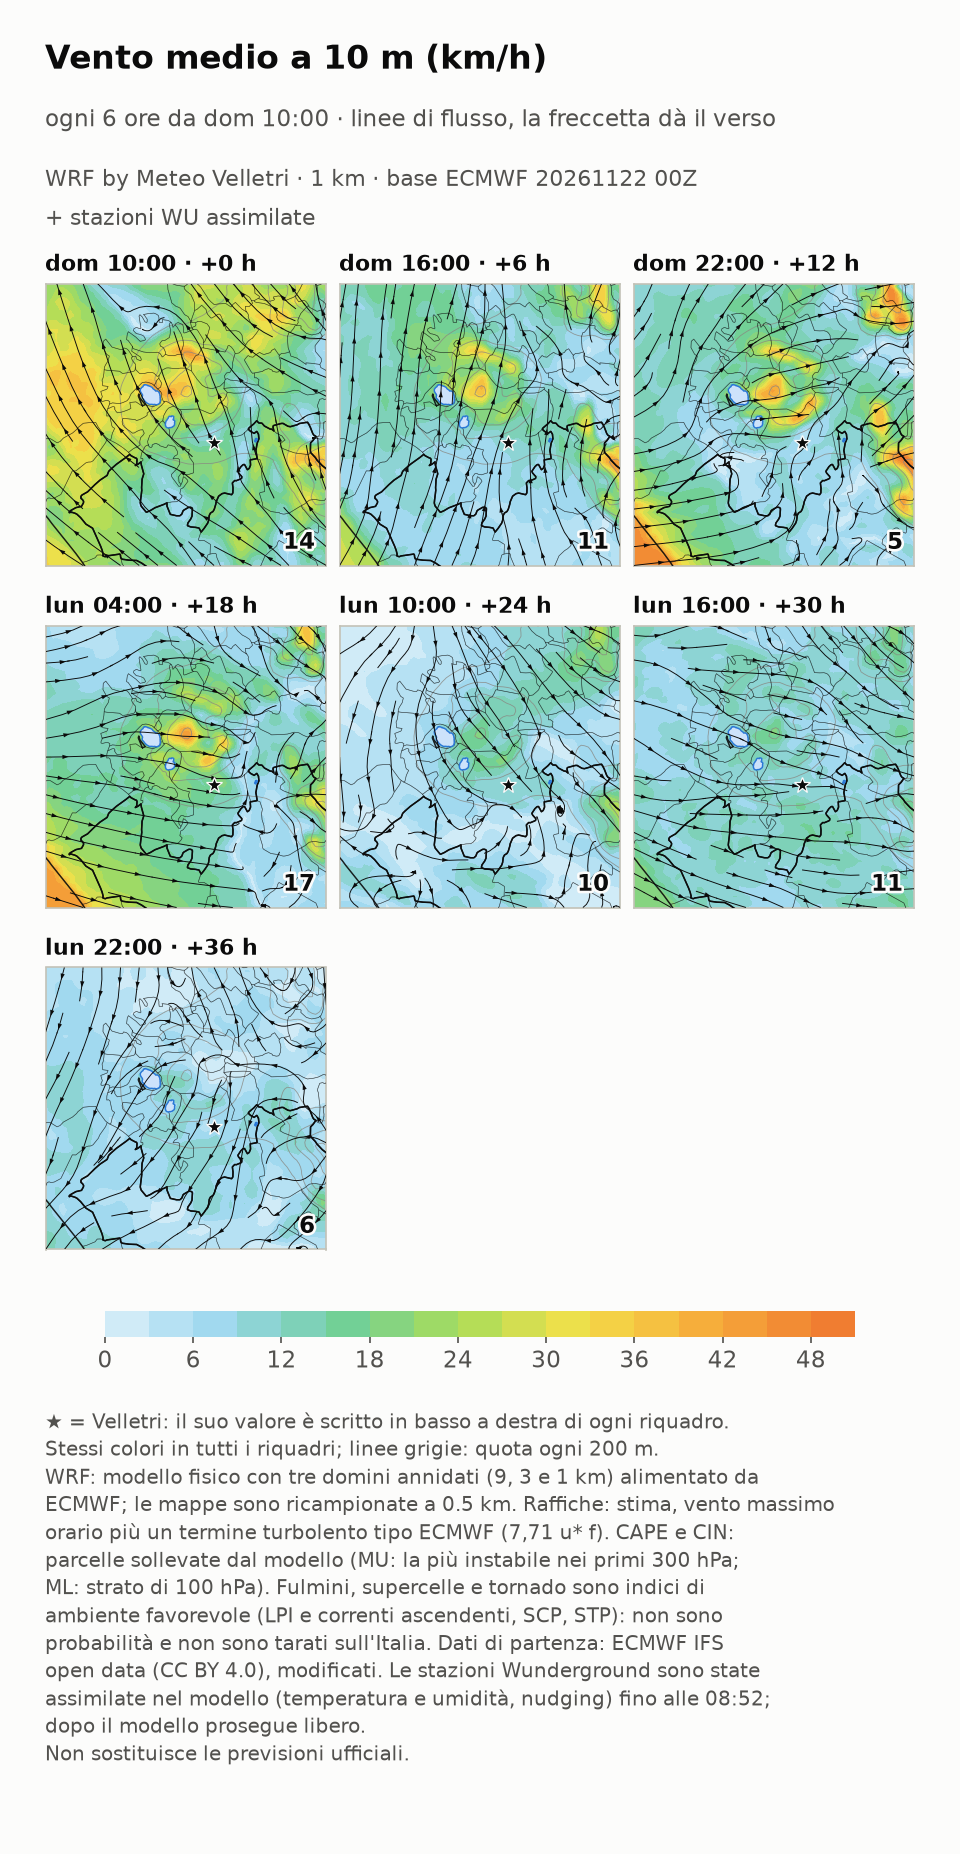 Vento medio a 10 m (km/h)
ogni 6 ore da dom 10:00 · linee di flusso, la freccetta dà il verso
WRF by Meteo Velletri · 1 km · base ECMWF 20261122 00Z
+ stazioni WU assimilate
dom 10:00 · +0 h
dom 16:00 · +6 h
dom 22:00 · +12 h
14
11
5
lun 04:00 · +18 h
lun 10:00 · +24 h
lun 16:00 · +30 h
17
10
11
lun 22:00 · +36 h
6
0 6 12 18 24 30 36 42 48
★ = Velletri: il suo valore è scritto in basso a destra di ogni riquadro.
Stessi colori in tutti i riquadri; linee grigie: quota ogni 200 m.
WRF: modello fisico con tre domini annidati (9, 3 e 1 km) alimentato da
ECMWF; le mappe sono ricampionate a 0.5 km. Raffiche: stima, vento massimo
orario più un termine turbolento tipo ECMWF (7,71 u* f). CAPE e CIN:
parcelle sollevate dal modello (MU: la più instabile nei primi 300 hPa;
ML: strato di 100 hPa). Fulmini, supercelle e tornado sono indici di
ambiente favorevole (LPI e correnti ascendenti, SCP, STP): non sono
probabilità e non sono tarati sull'Italia. Dati di partenza: ECMWF IFS
open data (CC BY 4.0), modificati. Le stazioni Wunderground sono state
assimilate nel modello (temperatura e umidità, nudging) fino alle 08:52;
dopo il modello prosegue libero.
Non sostituisce le previsioni ufficiali.